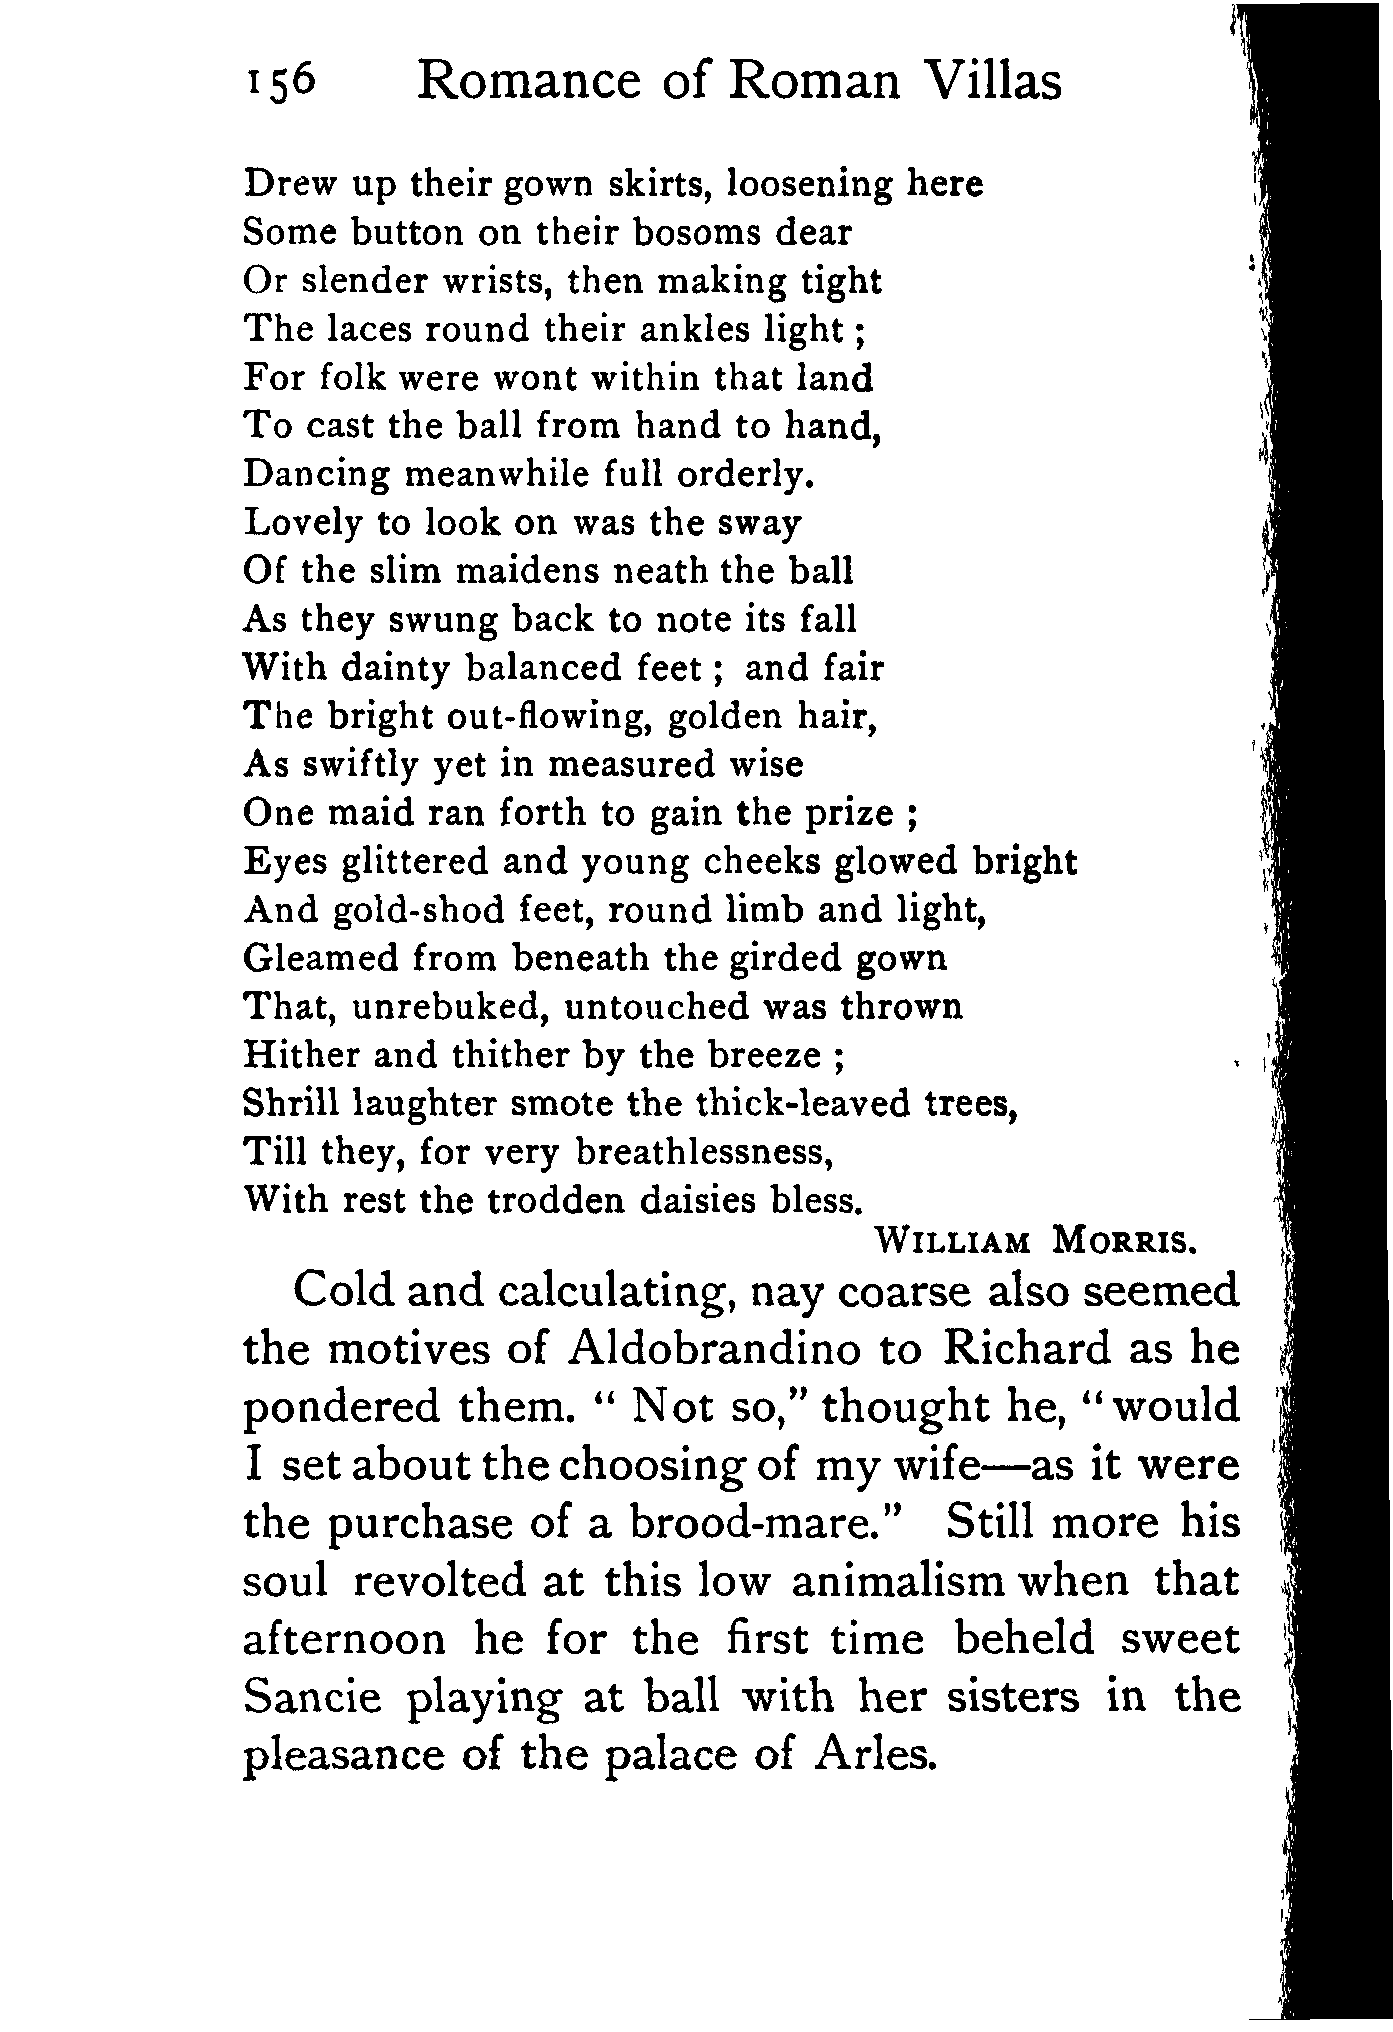 156 Romance of Roman Villas
Drew up their gown skirts, loosening here
Some button on their bosoms dear
Or slender wrists, then making tight
The laces round their ankles light ;
For folk were wont within that land
To cast the ball from hand to hand,
Dancing meanwhile full orderly.
Lovely to look on was the sway
Of the slim maidens neath the ball
As they swung back to note its fall
With dainty balanced feet ; and fair
The bright out-flowing, golden hair,
As swiftly yet in measured wise
One maid ran forth to gain the prize ;
Eyes glittered and young cheeks glowed bright
And gold-shod feet, round limb and light,
Gleamed from beneath the girded gown
That, unrebuked, untouched was thrown
Hither and thither by the breeze ;
Shrill laughter smote the thick-leaved trees,
Till they, for very breathlessness,
With rest the trodden daisies bless.
WILLIAM MORRIS.
Cold and calculating, nay coarse also seemed
the motives of Aldobrandino to Richard as he
pondered them. “ Not so,” thought he, “ would
I set about the choosing of my wife—as it were
the purchase of a brood-mare.” Still more his
soul revolted at this low animalism when that
afternoon he for the first time beheld sweet
Sancie playing at ball with her sisters in the
pleasance of the palace of Arles.